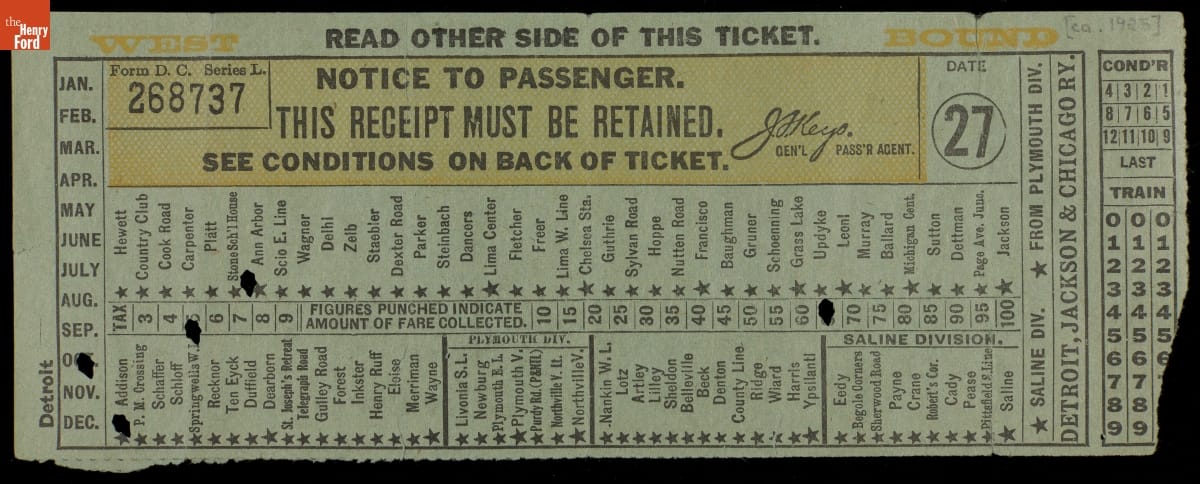 the
Henry
Ford
WEST
READ OTHER SIDE OF THIS TICKET.
BOUND
[ca. 1925]
JAN.
FEB.
MAR.
APR.
MAY
JUNE
JULY
AUG.
SEP.
NOV.
DEC.
Detroit
Form D. C. Series L.
268737
NOTICE TO PASSENGER.
THIS RECEIPT MUST BE RETAINED.
SEE CONDITIONS ON BACK OF TICKET.
GEN'L PASS'R AGENT.
DATE
27
Hewett
Country Club
Cook Road
Carpenter
Platt
Stone Sch'l House
Ann Arbor
Scio E. Line
Wagner
Delhi
Zeib
Staebler
Dexter Road
Parker
Steinbach
Dancers
Lima Center
Fletcher
Freer
Lima W. Line
Chelsea Sta.
Guthrie
Sylvan Road
Hoppe
Nutten Road
Francisco
Baughman
Gruner
Schoenning
Grass Lake
Updyke
Leoni
Murray
Ballard
Michigan Cent.
Sutton
Dettman
Page Ave. Junc.
Jackson
TAX 3 4 5 6 7 8 9 FIGURES PUNCHED INDICATE AMOUNT OF FARE COLLECTED. 10 15 20 25 30 35 40 45 50 55 60 70 75 80 85 90 95 100
Addison
P. M. Crossing
Schaffer
Schloff
Springwells W. L.
Recknor
Ten Eyck
Duffield
Dearborn
St. Joseph's Retreat
Telegraph Road
Gulley Road
Forest
Inkster
Henry Ruff
Eloise
Merriman
Wayne
PLYMOUTH DIV.
Livonia S. L.
Newburg
Plymouth E. L.
Plymouth V.
Purdy Rd. (PENTL)
Northville V. Ht.
Northville V.
Nankin W. L.
Lotz
Artley
Lilley
Sheldon
Belleville
Beck
Denton
County Line
Ridge
Ward
Harris
Ypsilanti
SALINE DIVISION.
Eedy
Begole Corners
Sherwood Road
Payne
Crane
Robert's Cor.
Cady
Pease
Pittsfield S. Line
Saline
SALINE DIV. ★ FROM PLYMOUTH DIV.
DETROIT, JACKSON & CHICAGO RY.
COND'R
4 3 2 1
8 7 6 5
12 11 10 9
LAST
TRAIN
0 0 0
1 1 1
2 2 2
3 3 3
4 4 4
5 5 5
6 6 6
7 7 7
8 8 8
9 9 9